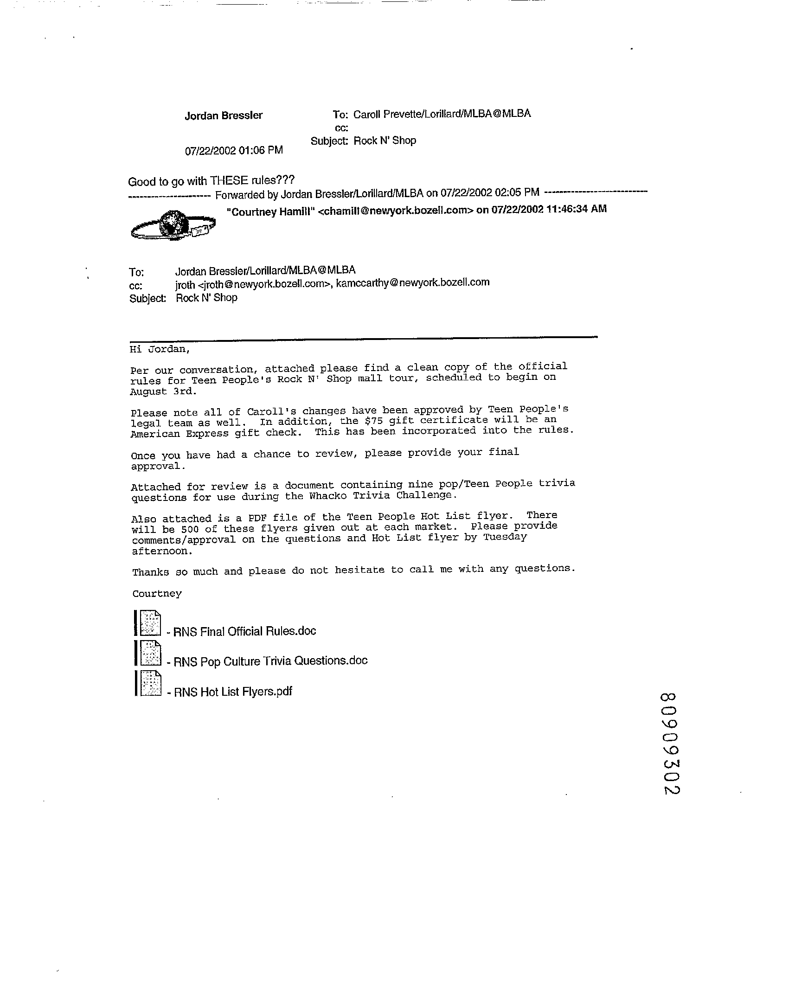 Jordan Bressler
To: Caroll Prevette/Lorillard/MLBA@MLBA
cc:
Subject: Rock N' Shop
07/22/2002 01:06 PM
Good to go with THESE rules???
---------------------- Forwarded by Jordan Bressler/Lorillard/MLBA on 07/22/2002 02:05 PM ---------------------------
"Courtney Hamill" <chamill@newyork.bozell.com> on 07/22/2002 11:46:34 AM
To: Jordan Bressler/Lorillard/MLBA@MLBA
cc: jroth <jroth@newyork.bozell.com>, kamccarthy@newyork.bozell.com
Subject: Rock N' Shop
Hi Jordan,
Per our conversation, attached please find a clean copy of the official
rules for Teen People's Rock N' Shop mall tour, scheduled to begin on
August 3rd.
Please note all of Caroll's changes have been approved by Teen People's
legal team as well. In addition, the $75 gift certificate will be an
American Express gift check. This has been incorporated into the rules.
Once you have had a chance to review, please provide your final
approval.
Attached for review is a document containing nine pop/Teen People trivia
questions for use during the Whacko Trivia Challenge.
Also attached is a PDF file of the Teen People Hot List flyer. There
will be 500 of these flyers given out at each market. Please provide
comments/approval on the questions and Hot List flyer by Tuesday
afternoon.
Thanks so much and please do not hesitate to call me with any questions.
Courtney
- RNS Final Official Rules.doc
- RNS Pop Culture Trivia Questions.doc
- RNS Hot List Flyers.pdf
80909302